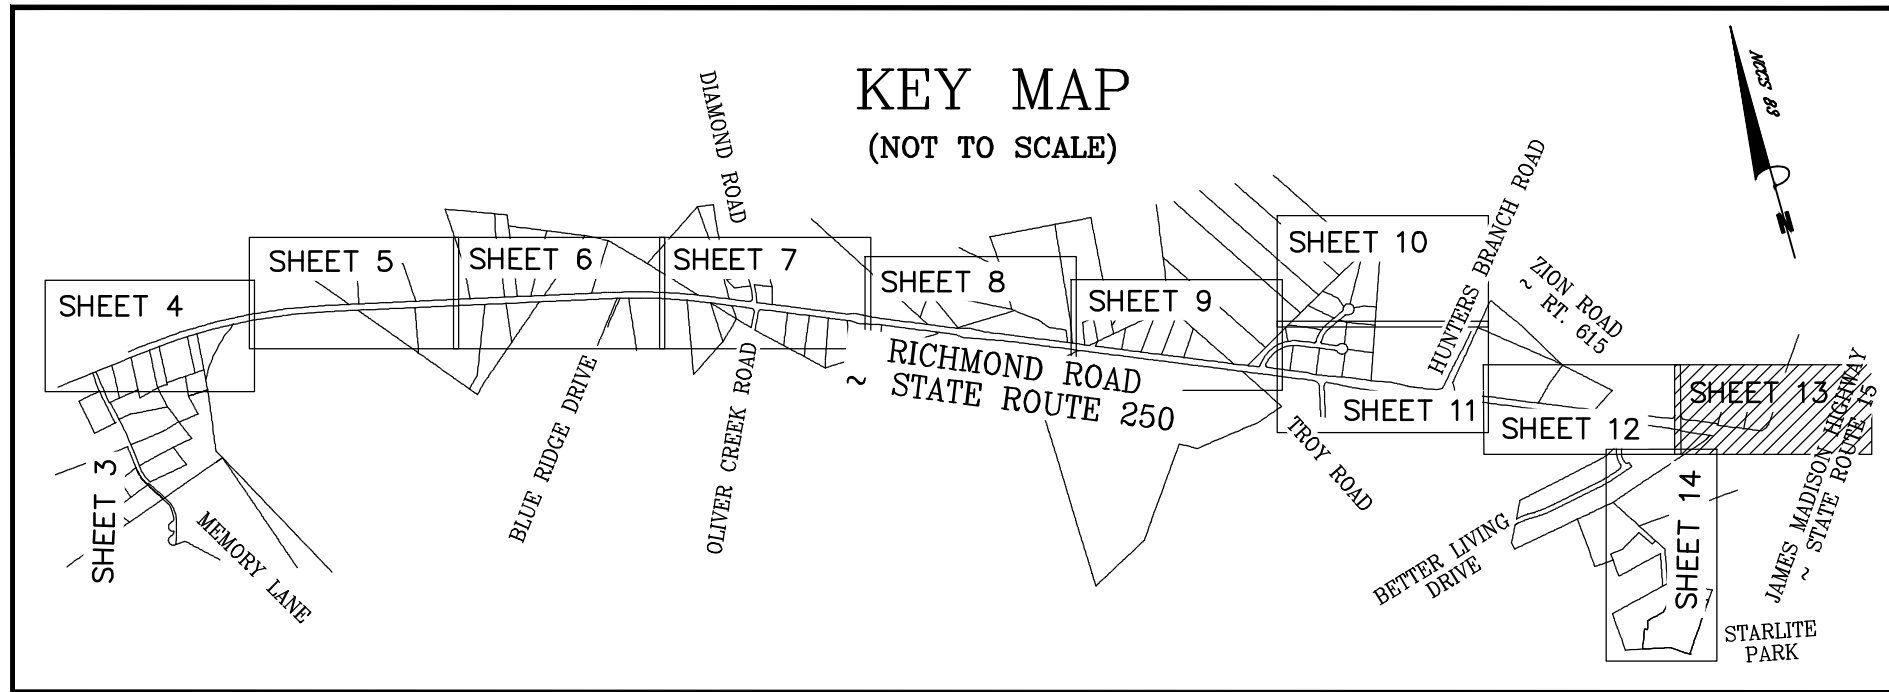 KEY MAP
(NOT TO SCALE)
VCCS 83
N
DIAMOND ROAD
SHEET 4
SHEET 5
SHEET 6
SHEET 7
SHEET 8
SHEET 9
SHEET 10
HUNTERS BRANCH ROAD
ZION ROAD
~ RT. 615
RICHMOND ROAD
~ STATE ROUTE 250
SHEET 11
SHEET 12
SHEET 13
JAMES MADISON HIGHWAY
~ STATE ROUTE 15
SHEET 3
MEMORY LANE
BLUE RIDGE DRIVE
OLIVER CREEK ROAD
TROY ROAD
BETTER LIVING
DRIVE
SHEET 14
STARLITE
PARK